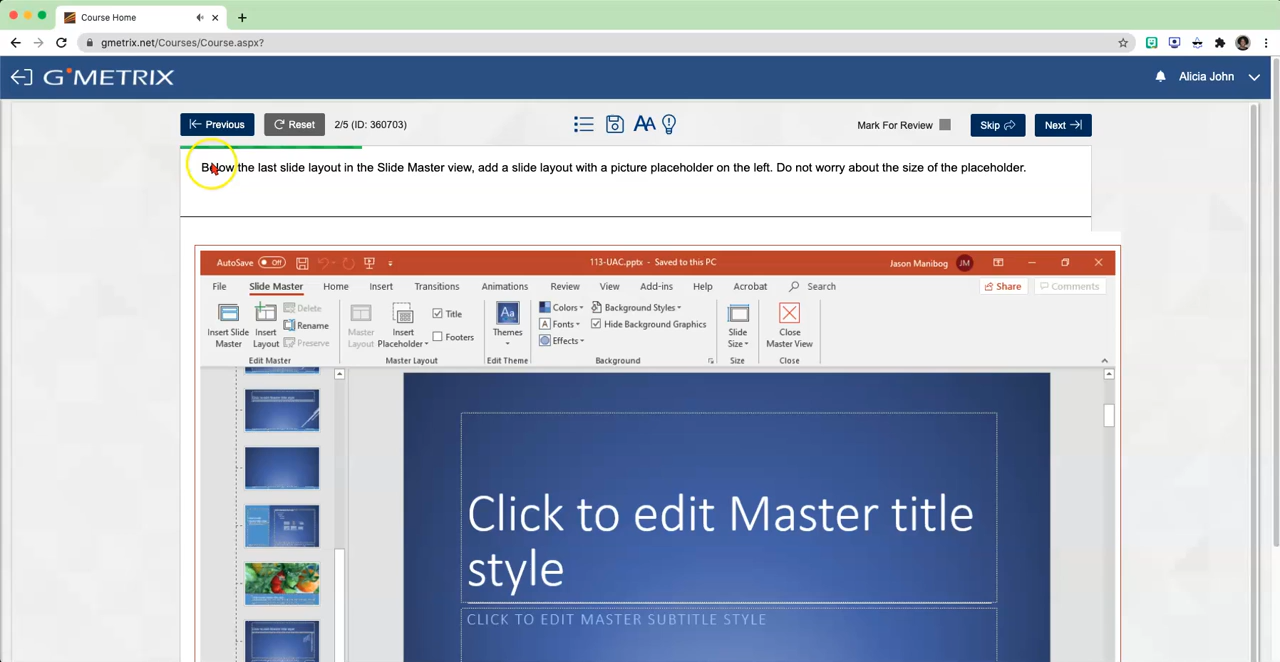 Course Home
gmetrix.net/Courses/Course.aspx?
G METRIX
Alicia John
Previous
Reset
2/5 (ID: 360703)
AA
Mark For Review
Skip
Next
Below the last slide layout in the Slide Master view, add a slide layout with a picture placeholder on the left. Do not worry about the size of the placeholder.
AutoSave Off
113-UAC.pptx - Saved to this PC
Jason Manibog JM
File Slide Master Home Insert Transitions Animations Review View Add-ins Help Acrobat Search Share Comments
Insert Slide Master
Insert Layout
Delete
Rename
Preserve
Edit Master
Master Layout
Insert Placeholder
Title
Footers
Master Layout
Aa
Themes
Edit Theme
Colors
Fonts
Effects
Background Styles
Hide Background Graphics
Background
Slide Size
Size
Close Master View
Close
Click to edit Master title
style
CLICK TO EDIT MASTER SUBTITLE STYLE